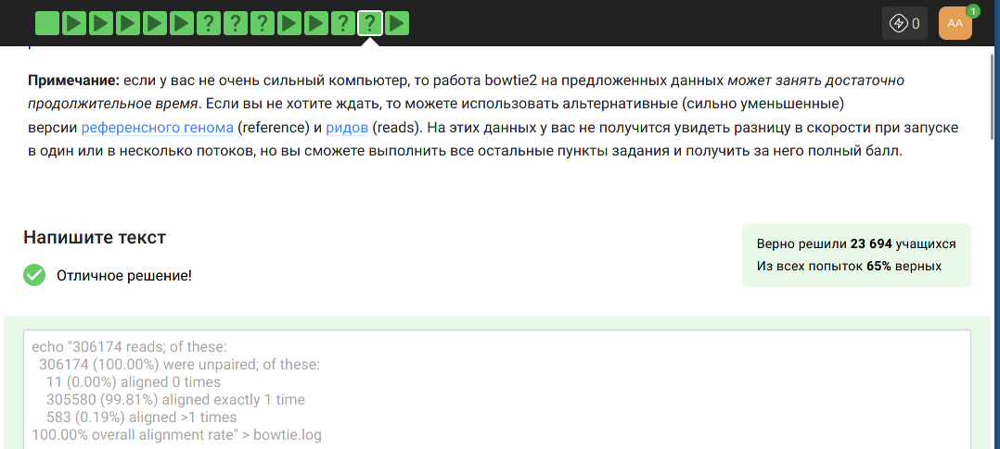 ? ? ? ? ?
0 AA 1
Примечание: если у вас не очень сильный компьютер, то работа bowtie2 на предложенных данных может занять достаточно
продолжительное время. Если вы не хотите ждать, то можете использовать альтернативные (сильно уменьшенные)
версии референсного генома (reference) и ридов (reads). На этих данных у вас не получится увидеть разницу в скорости при запуске
в один или в несколько потоков, но вы сможете выполнить все остальные пункты задания и получить за него полный балл.
Напишите текст
Отличное решение!
Верно решили 23 694 учащихся
Из всех попыток 65% верных
echo "306174 reads; of these:
306174 (100.00%) were unpaired; of these:
11 (0.00%) aligned 0 times
305580 (99.81%) aligned exactly 1 time
583 (0.19%) aligned >1 times
100.00% overall alignment rate" > bowtie.log